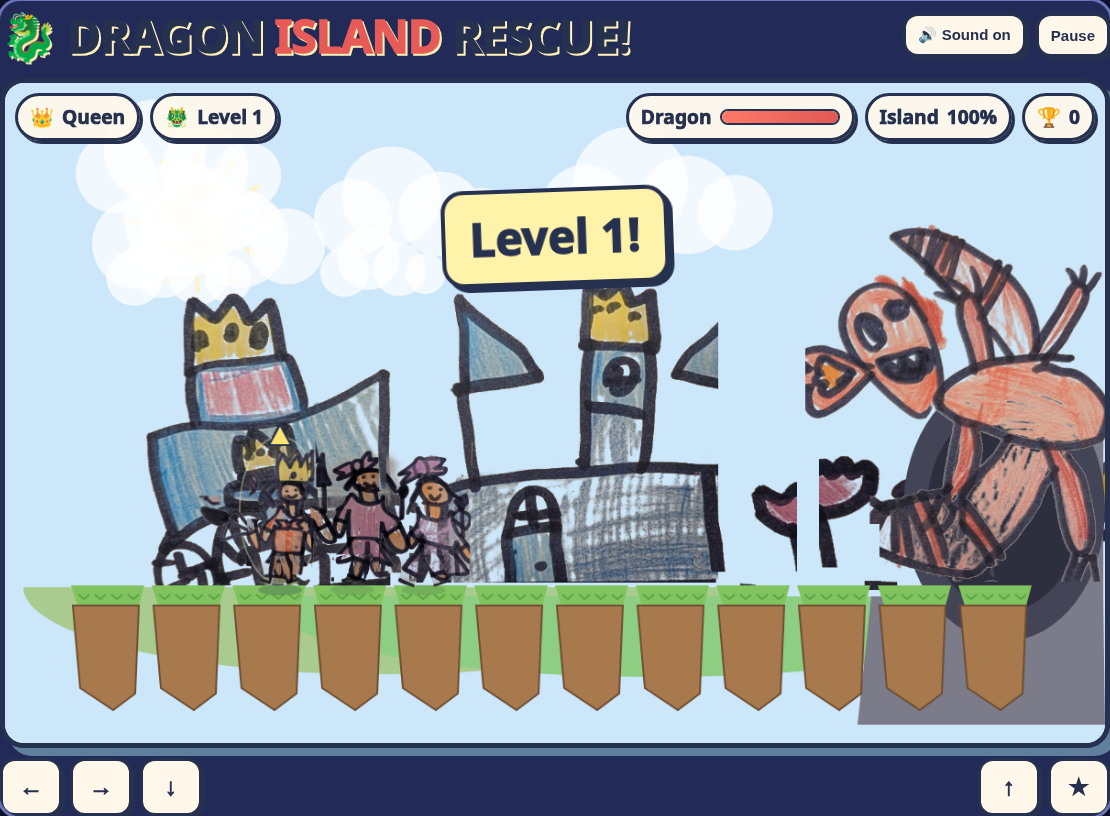 DRAGON ISLAND RESCUE!
🔊 Sound on
Pause
👑 Queen
🐲 Level 1
Dragon
Island 100%
🏆 0
Level 1!
← → ↓ ↑ ★